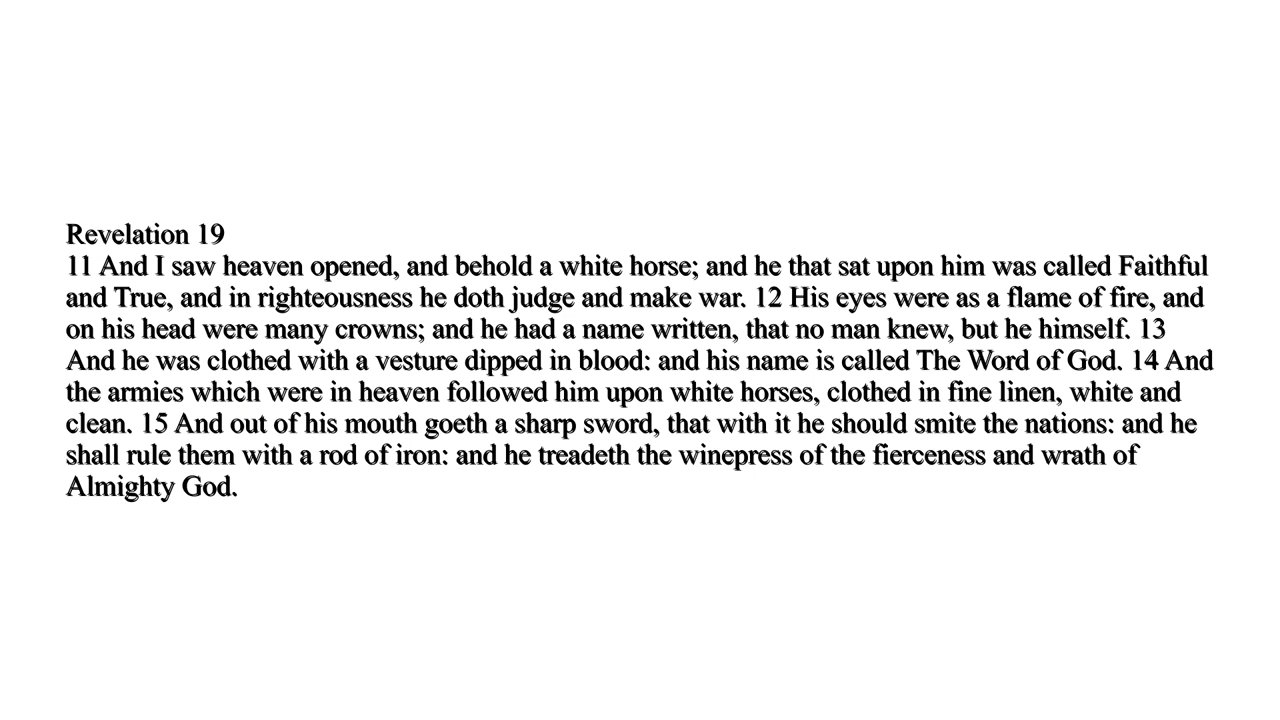 Revelation 19
11 And I saw heaven opened, and behold a white horse; and he that sat upon him was called Faithful
and True, and in righteousness he doth judge and make war. 12 His eyes were as a flame of fire, and
on his head were many crowns; and he had a name written, that no man knew, but he himself. 13
And he was clothed with a vesture dipped in blood: and his name is called The Word of God. 14 And
the armies which were in heaven followed him upon white horses, clothed in fine linen, white and
clean. 15 And out of his mouth goeth a sharp sword, that with it he should smite the nations: and he
shall rule them with a rod of iron: and he treadeth the winepress of the fierceness and wrath of
Almighty God.